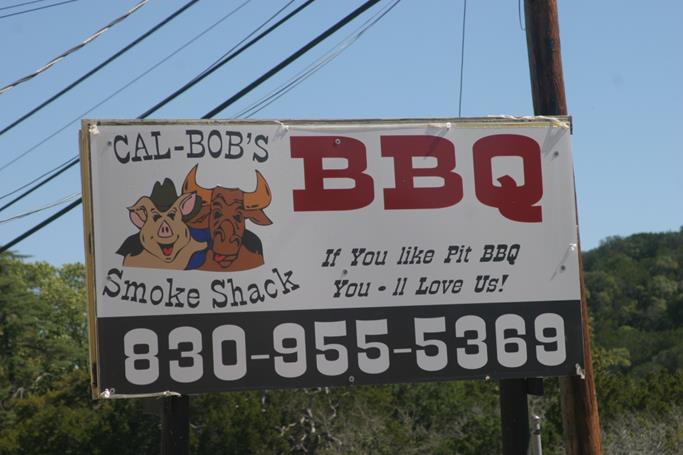 CAL-BOB'S
BBQ
Smoke Shack
If You like Pit BBQ
You - ll Love Us!
830-955-5369